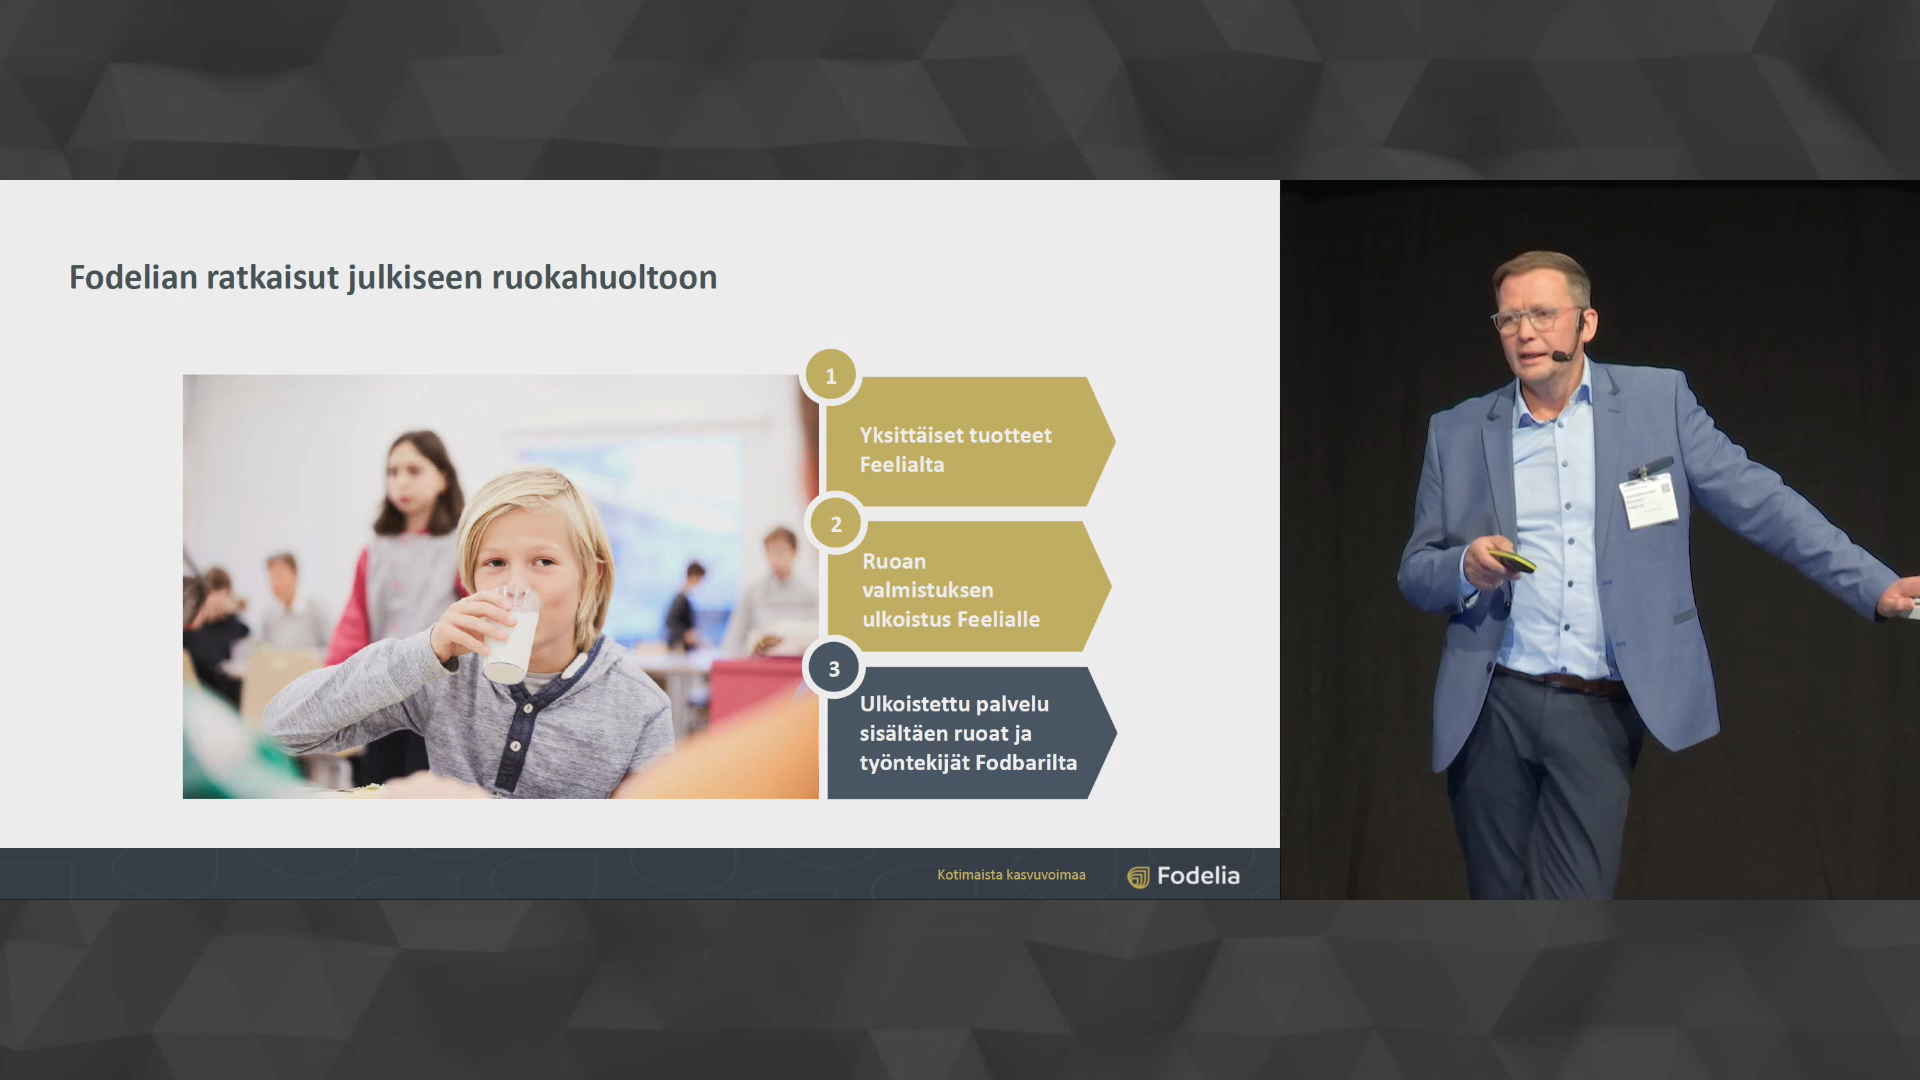 Fodelian ratkaisut julkiseen ruokahuoltoon
1
Yksittäiset tuotteet
Feelialta
2
Ruoan
valmistuksen
ulkoistus Feelialle
3
Ulkoistettu palvelu
sisältäen ruoat ja
työntekijät Fodbarilta
Kotimaista kasvuvoimaa
Fodelia